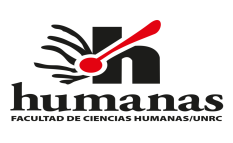 h
humanas
FACULTAD DE CIENCIAS HUMANAS/UNRC